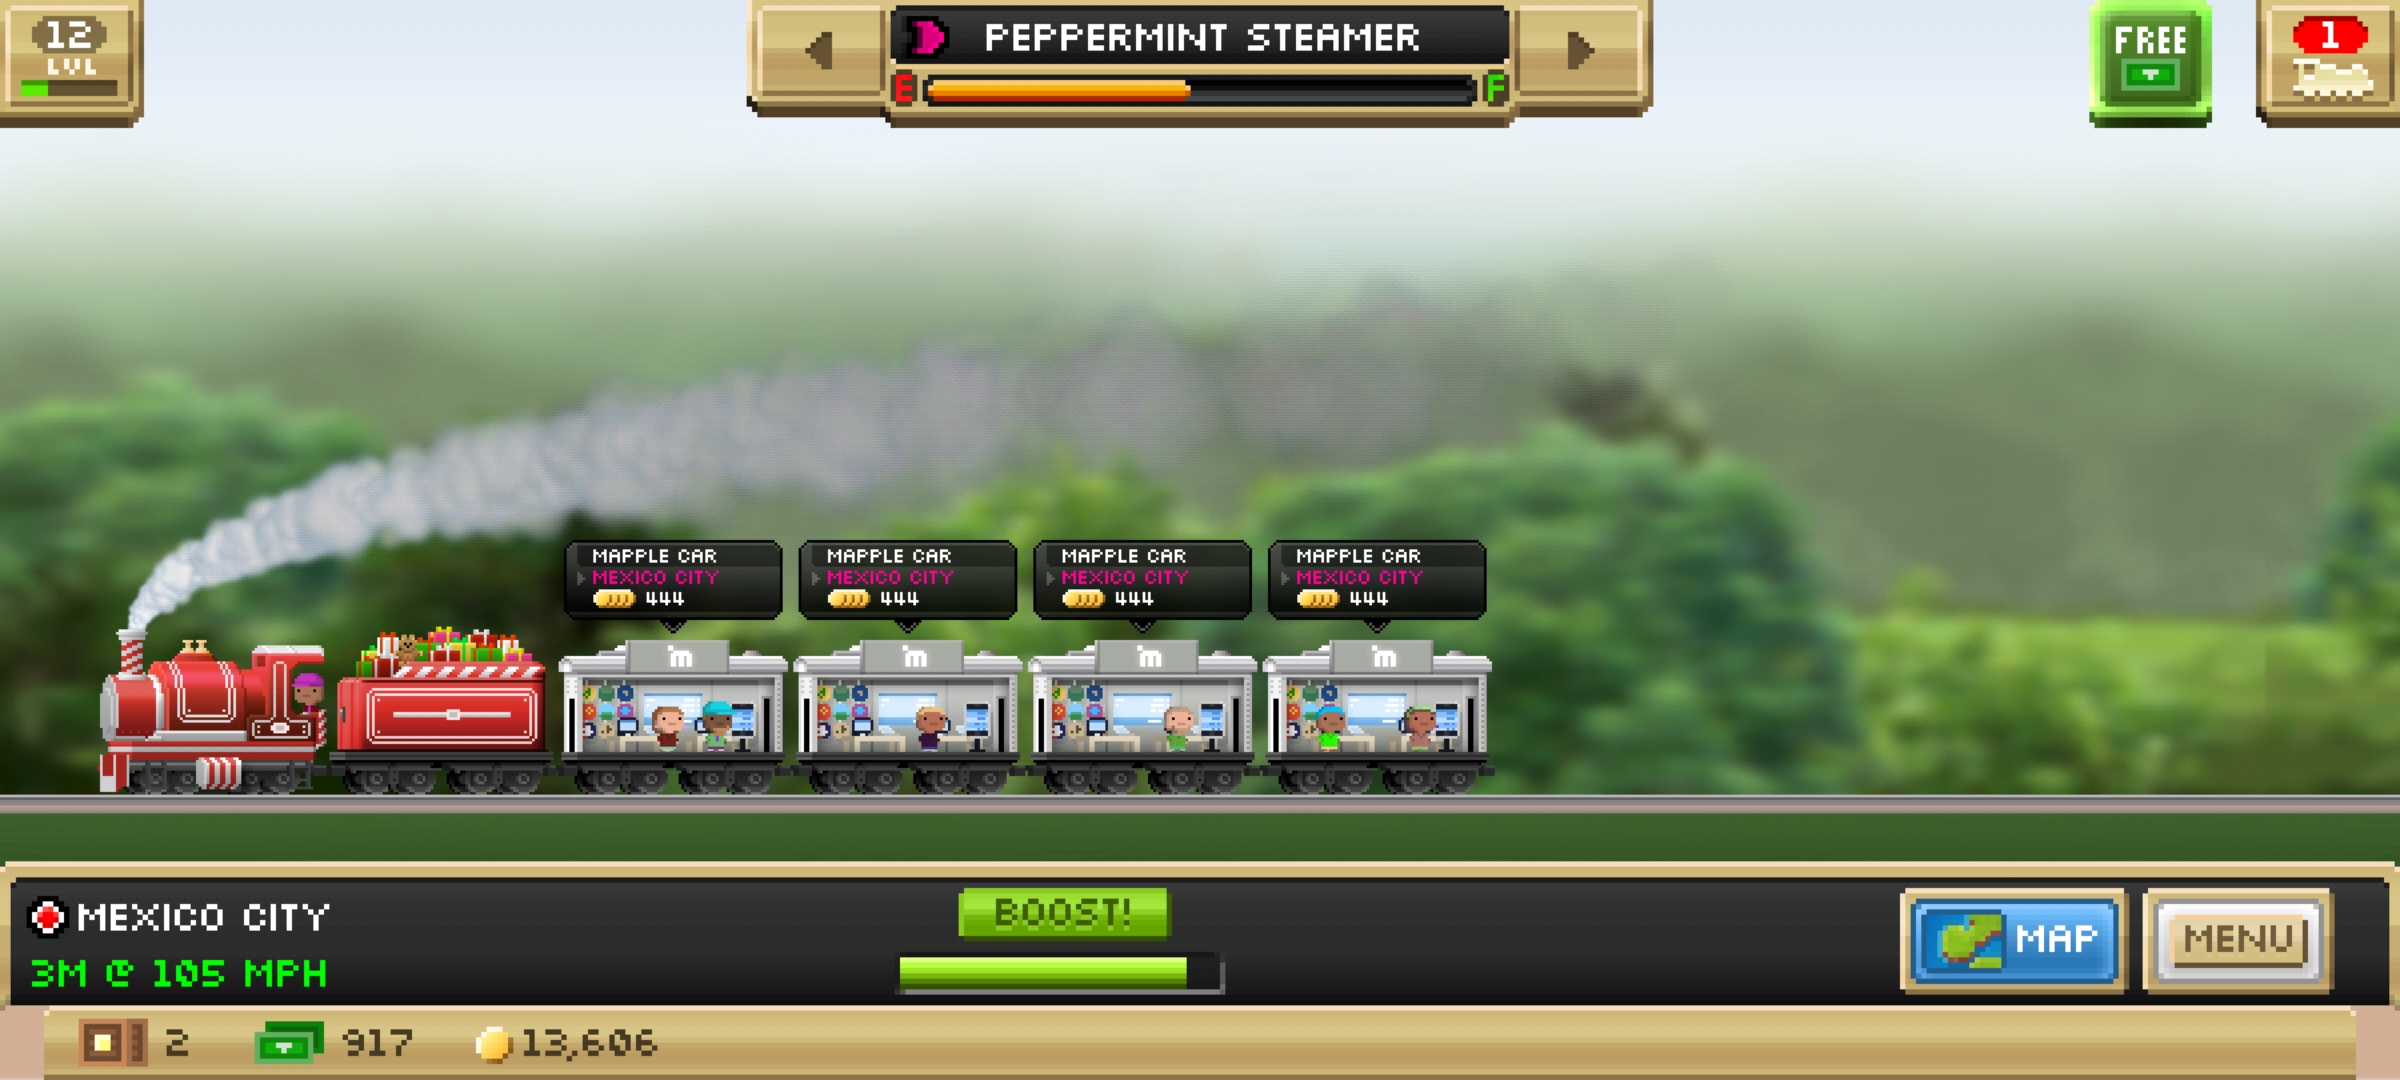 12
LVL
PEPPERMINT STEAMER
E F
FREE
1
MAPPLE CAR
MEXICO CITY
444
MAPPLE CAR
MEXICO CITY
444
MAPPLE CAR
MEXICO CITY
444
MAPPLE CAR
MEXICO CITY
444
m
m
m
m
MEXICO CITY
3M @ 105 MPH
BOOST!
MAP
MENU
2
917
13,606